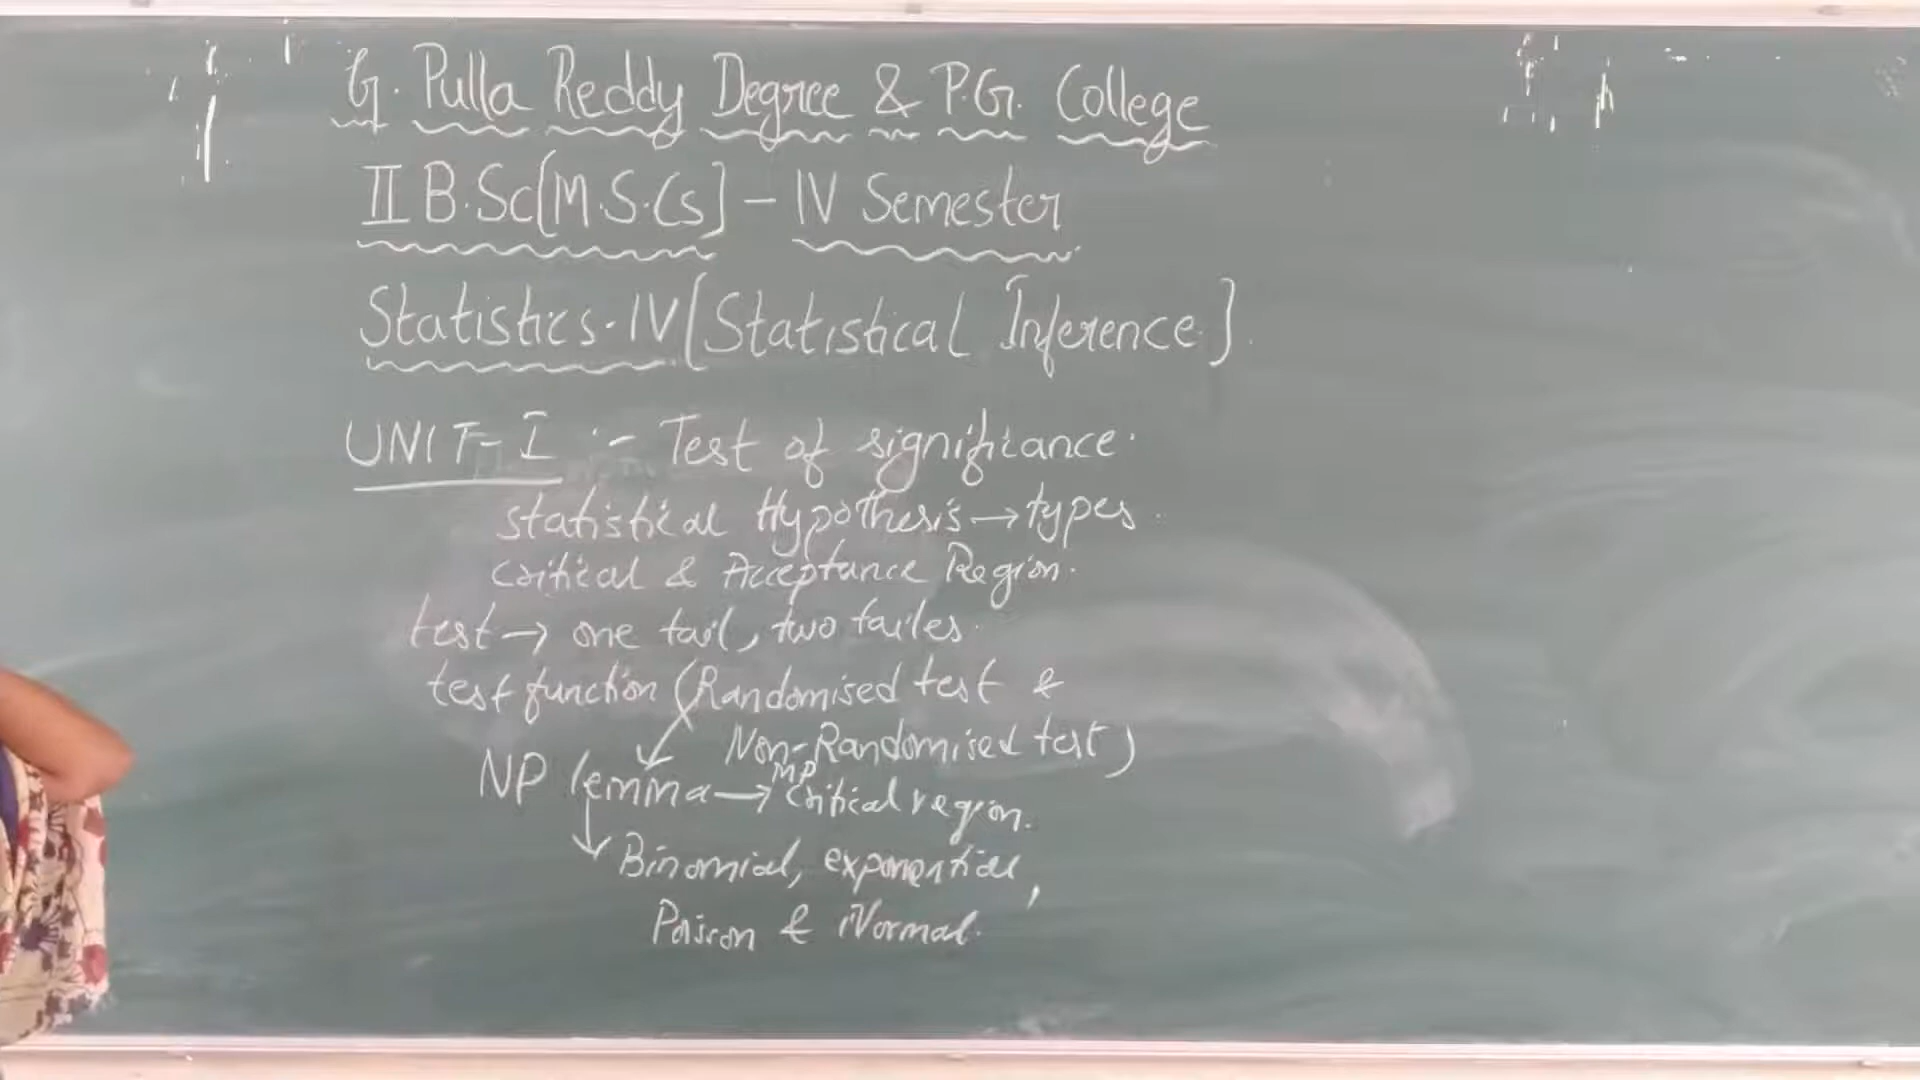 G. Pulla Reddy Degree & P.G. College
II B.Sc[M.S.Cs] - IV Semester
Statistics-IV[Statistical Inference].
UNIT-I :- Test of significance.
statistical Hypothesis → types.
critical & Acceptance Region.
test → one tail, two tailes.
test function (Randomised test &
Non-Randomised test)
NP lemma → MP critical region.
Binomial, exponential,
Poisson & Normal.